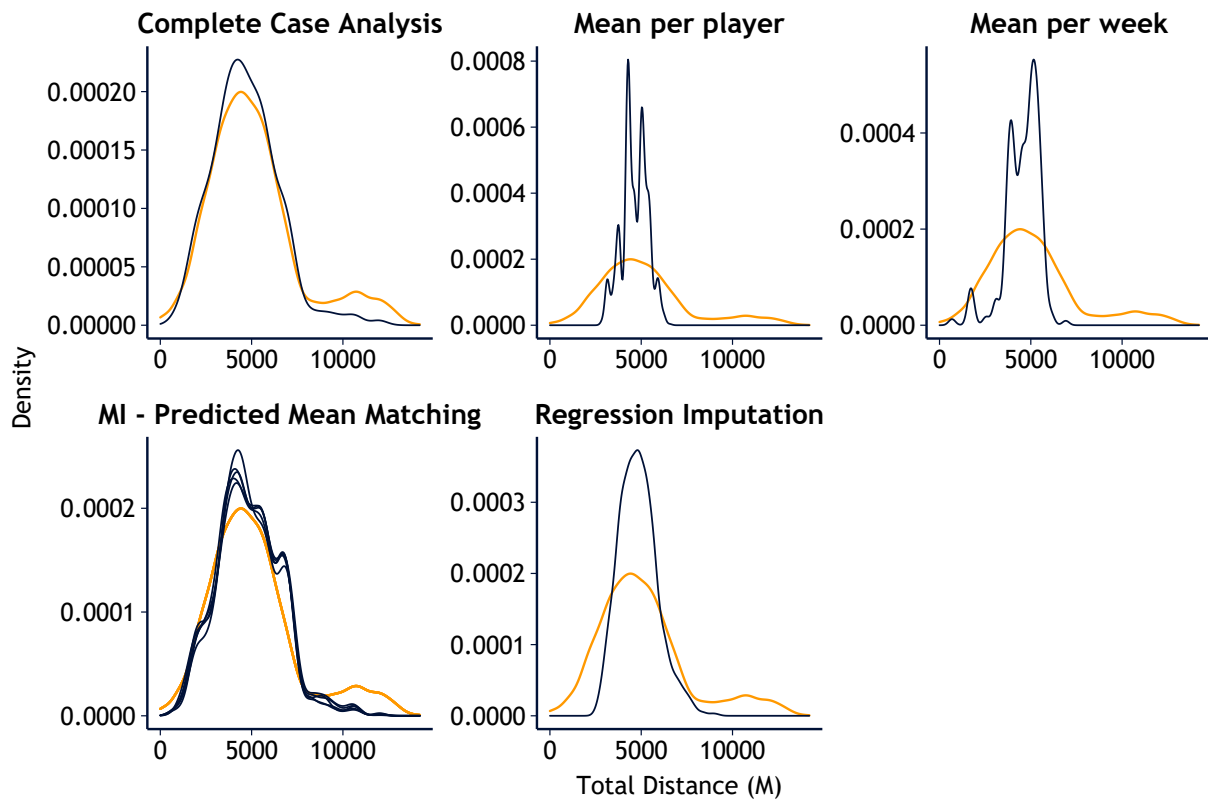 Complete Case Analysis
Mean per player
Mean per week
0.00020
0.00015
0.00010
0.00005
0.00000
0 5000 10000
0.0008
0.0006
0.0004
0.0002
0.0000
0 5000 10000
0.0004
0.0002
0.0000
0 5000 10000
Density
MI - Predicted Mean Matching
Regression Imputation
0.0002
0.0001
0.0000
0 5000 10000
0.0003
0.0002
0.0001
0.0000
0 5000 10000
Total Distance (M)